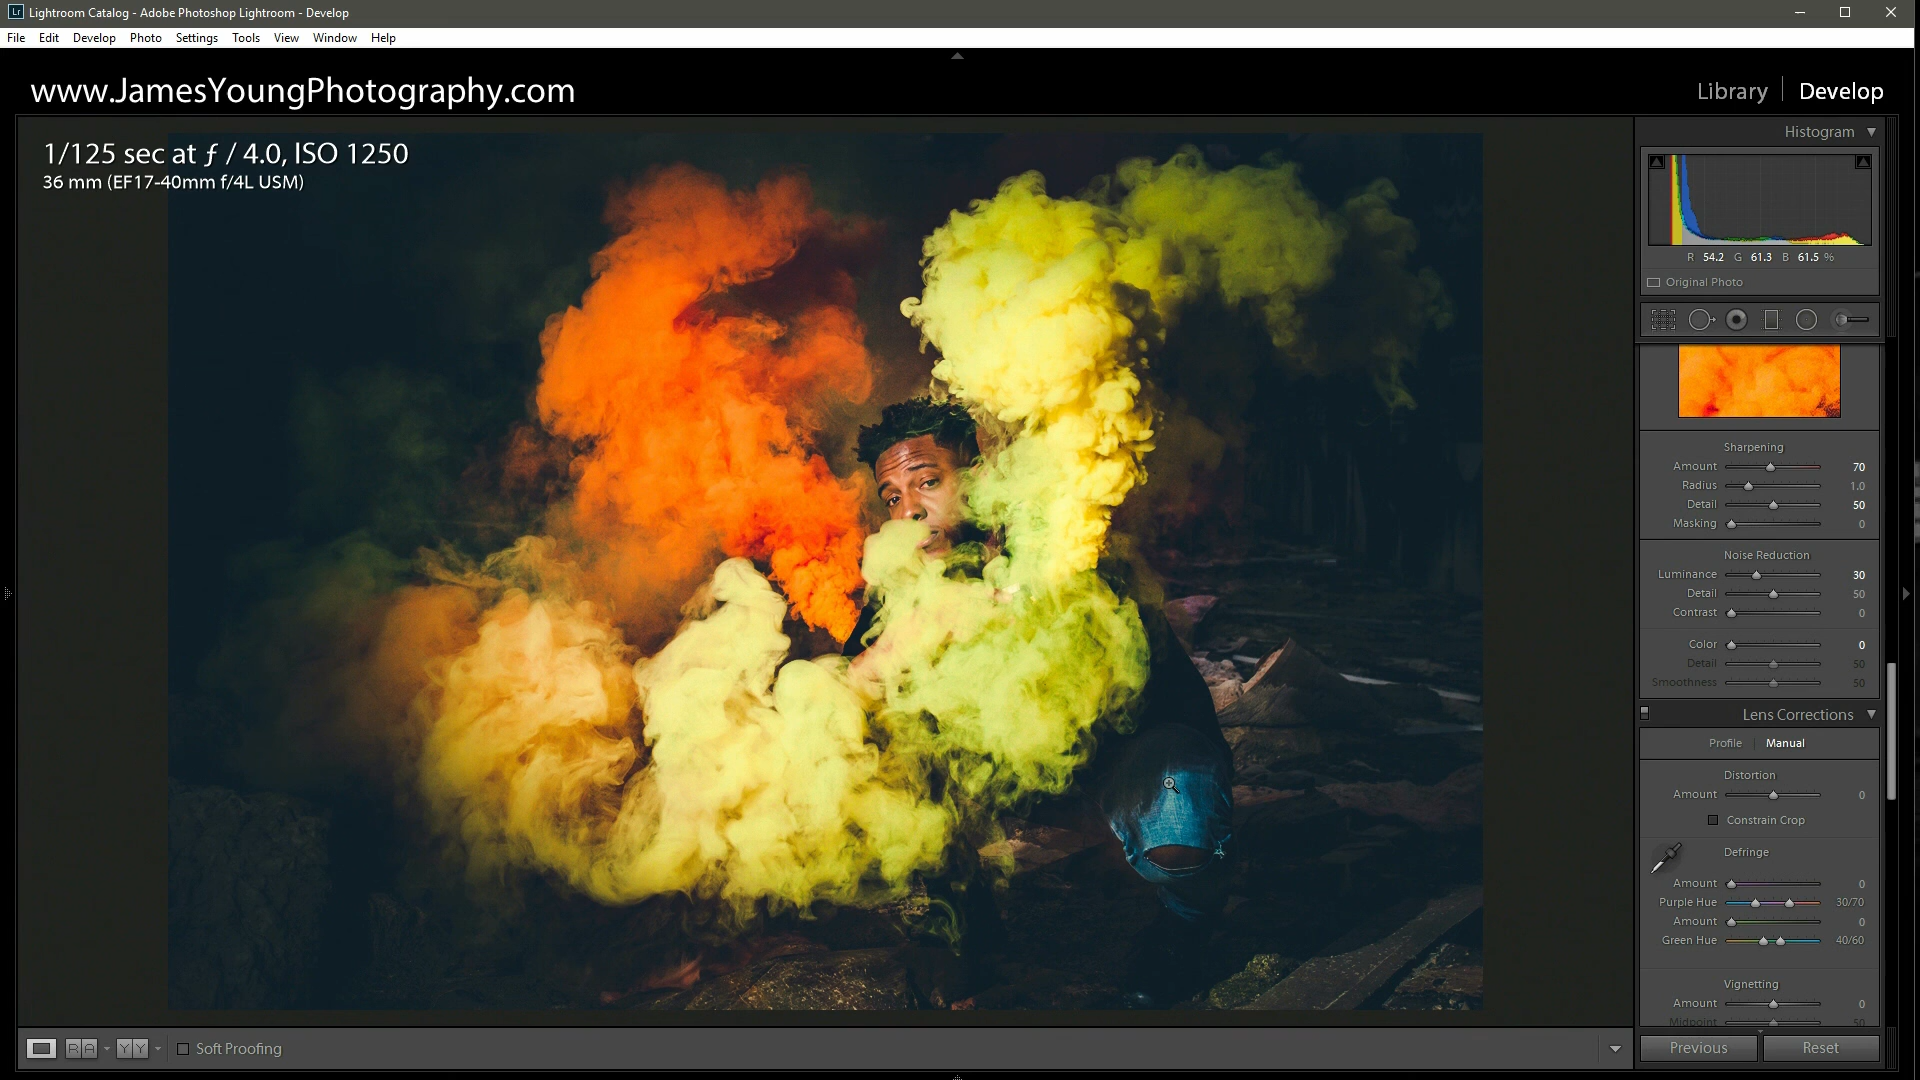 Lightroom Catalog - Adobe Photoshop Lightroom - Develop
File Edit Develop Photo Settings Tools View Window Help
www.JamesYoungPhotography.com
Library | Develop
1/125 sec at ƒ / 4.0, ISO 1250
36 mm (EF17-40mm f/4L USM)
Histogram
R 54.2 G 61.3 B 61.5 %
Original Photo
Sharpening
Amount 70
Radius 1.0
Detail 50
Masking 0
Noise Reduction
Luminance 30
Detail 50
Contrast 0
Color 0
Detail 50
Smoothness 50
Lens Corrections
Profile | Manual
Distortion
Amount 0
Constrain Crop
Defringe
Amount 0
Purple Hue 30/70
Amount 0
Green Hue 40/60
Vignetting
Amount 0
Midpoint 50
R A Y Y Soft Proofing
Previous Reset